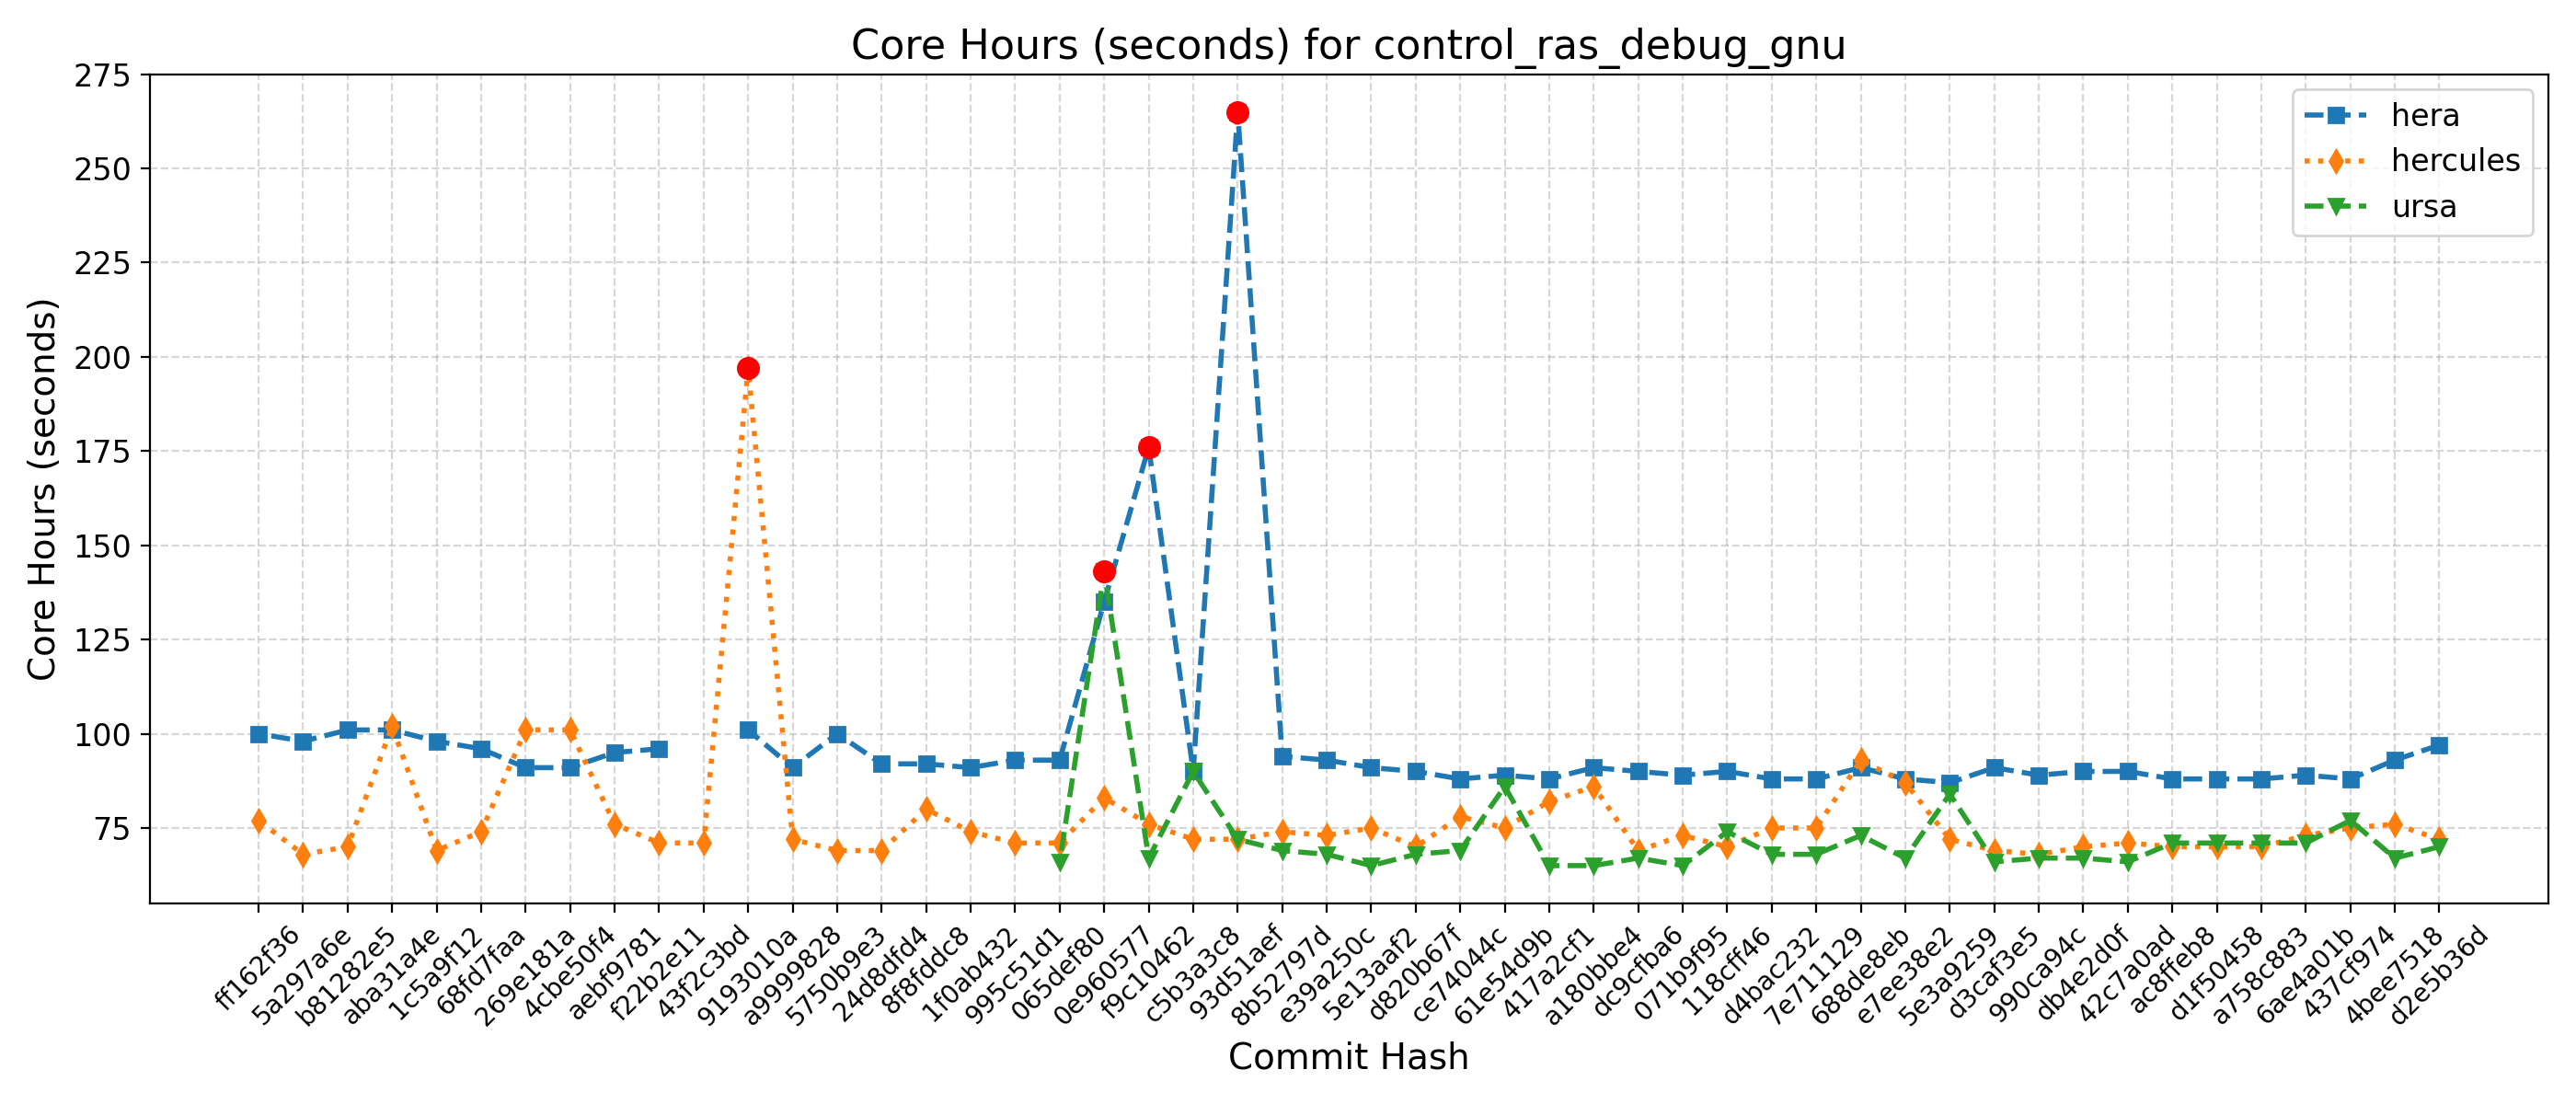 Core Hours (seconds) for control_ras_debug_gnu
Core Hours (seconds)
275
250
225
200
175
150
125
100
75
hera
hercules
ursa
ff162f36
5a297a6e
b81282e5
aba31a4e
1c5a9f12
68fd7faa
269e181a
4cbe50f4
aebf9781
f22b2e11
43f2c3bd
9193010a
a9999828
5750b9e3
24d8dfd4
8f8fddc8
1f0ab432
995c51d1
065def80
0e960577
f9c10462
c5b3a3c8
93d51aef
8b52797d
e39a250c
5e13aaf2
d820b67f
ce74044c
61e54d9b
417a2cf1
a180bbe4
dc9cfba6
071b9f95
118cff46
d4bac232
7e711129
688de8eb
e7ee38e2
5e3a9259
d3caf3e5
990ca94c
db4e2d0f
42c7a0ad
ac8ffeb8
d1f50458
a758c883
6ae4a01b
437cf974
4bee7518
d2e5b36d
Commit Hash